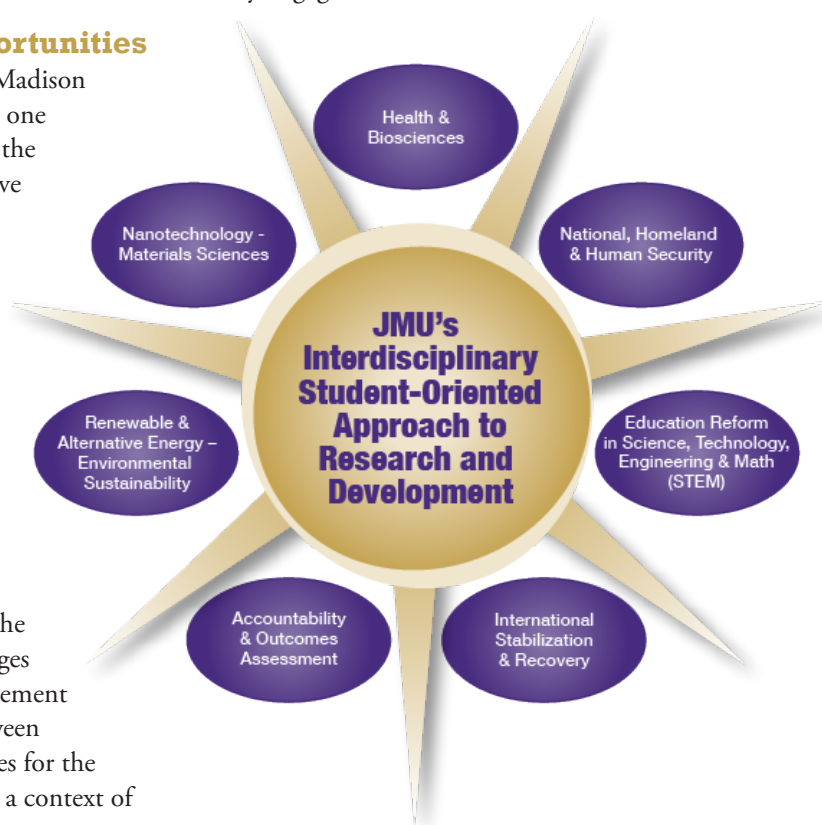 ortunities
Madison
one
the
ve
Health &
Biosciences
Nanotechnology -
Materials Sciences
National, Homeland
& Human Security
JMU's
Interdisciplinary
Student-Oriented
Approach to
Research and
Development
Renewable &
Alternative Energy –
Environmental
Sustainability
Education Reform
in Science, Technology,
Engineering & Math
(STEM)
Accountability
& Outcomes
Assessment
International
Stabilization
& Recovery
he
ges
ement
veen
es for the
a context of